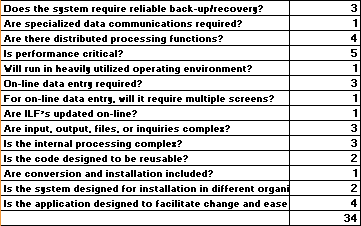 Does the system require reliable back-up/recovery? 3
Are specialized data communications required? 1
Are there distributed processing functions? 4
Is performance critical? 5
Will run in heavily utilized operating environment? 1
On-line data entry required? 3
For on-line data entry, will it require multiple screens? 1
Are ILF's updated on-line? 1
Are input, output, files, or inquiries complex? 3
Is the internal processing complex? 3
Is the code designed to be reusable? 2
Are conversion and installation included? 1
Is the system designed for installation in different organi 2
Is the application designed to facilitate change and ease 4
34